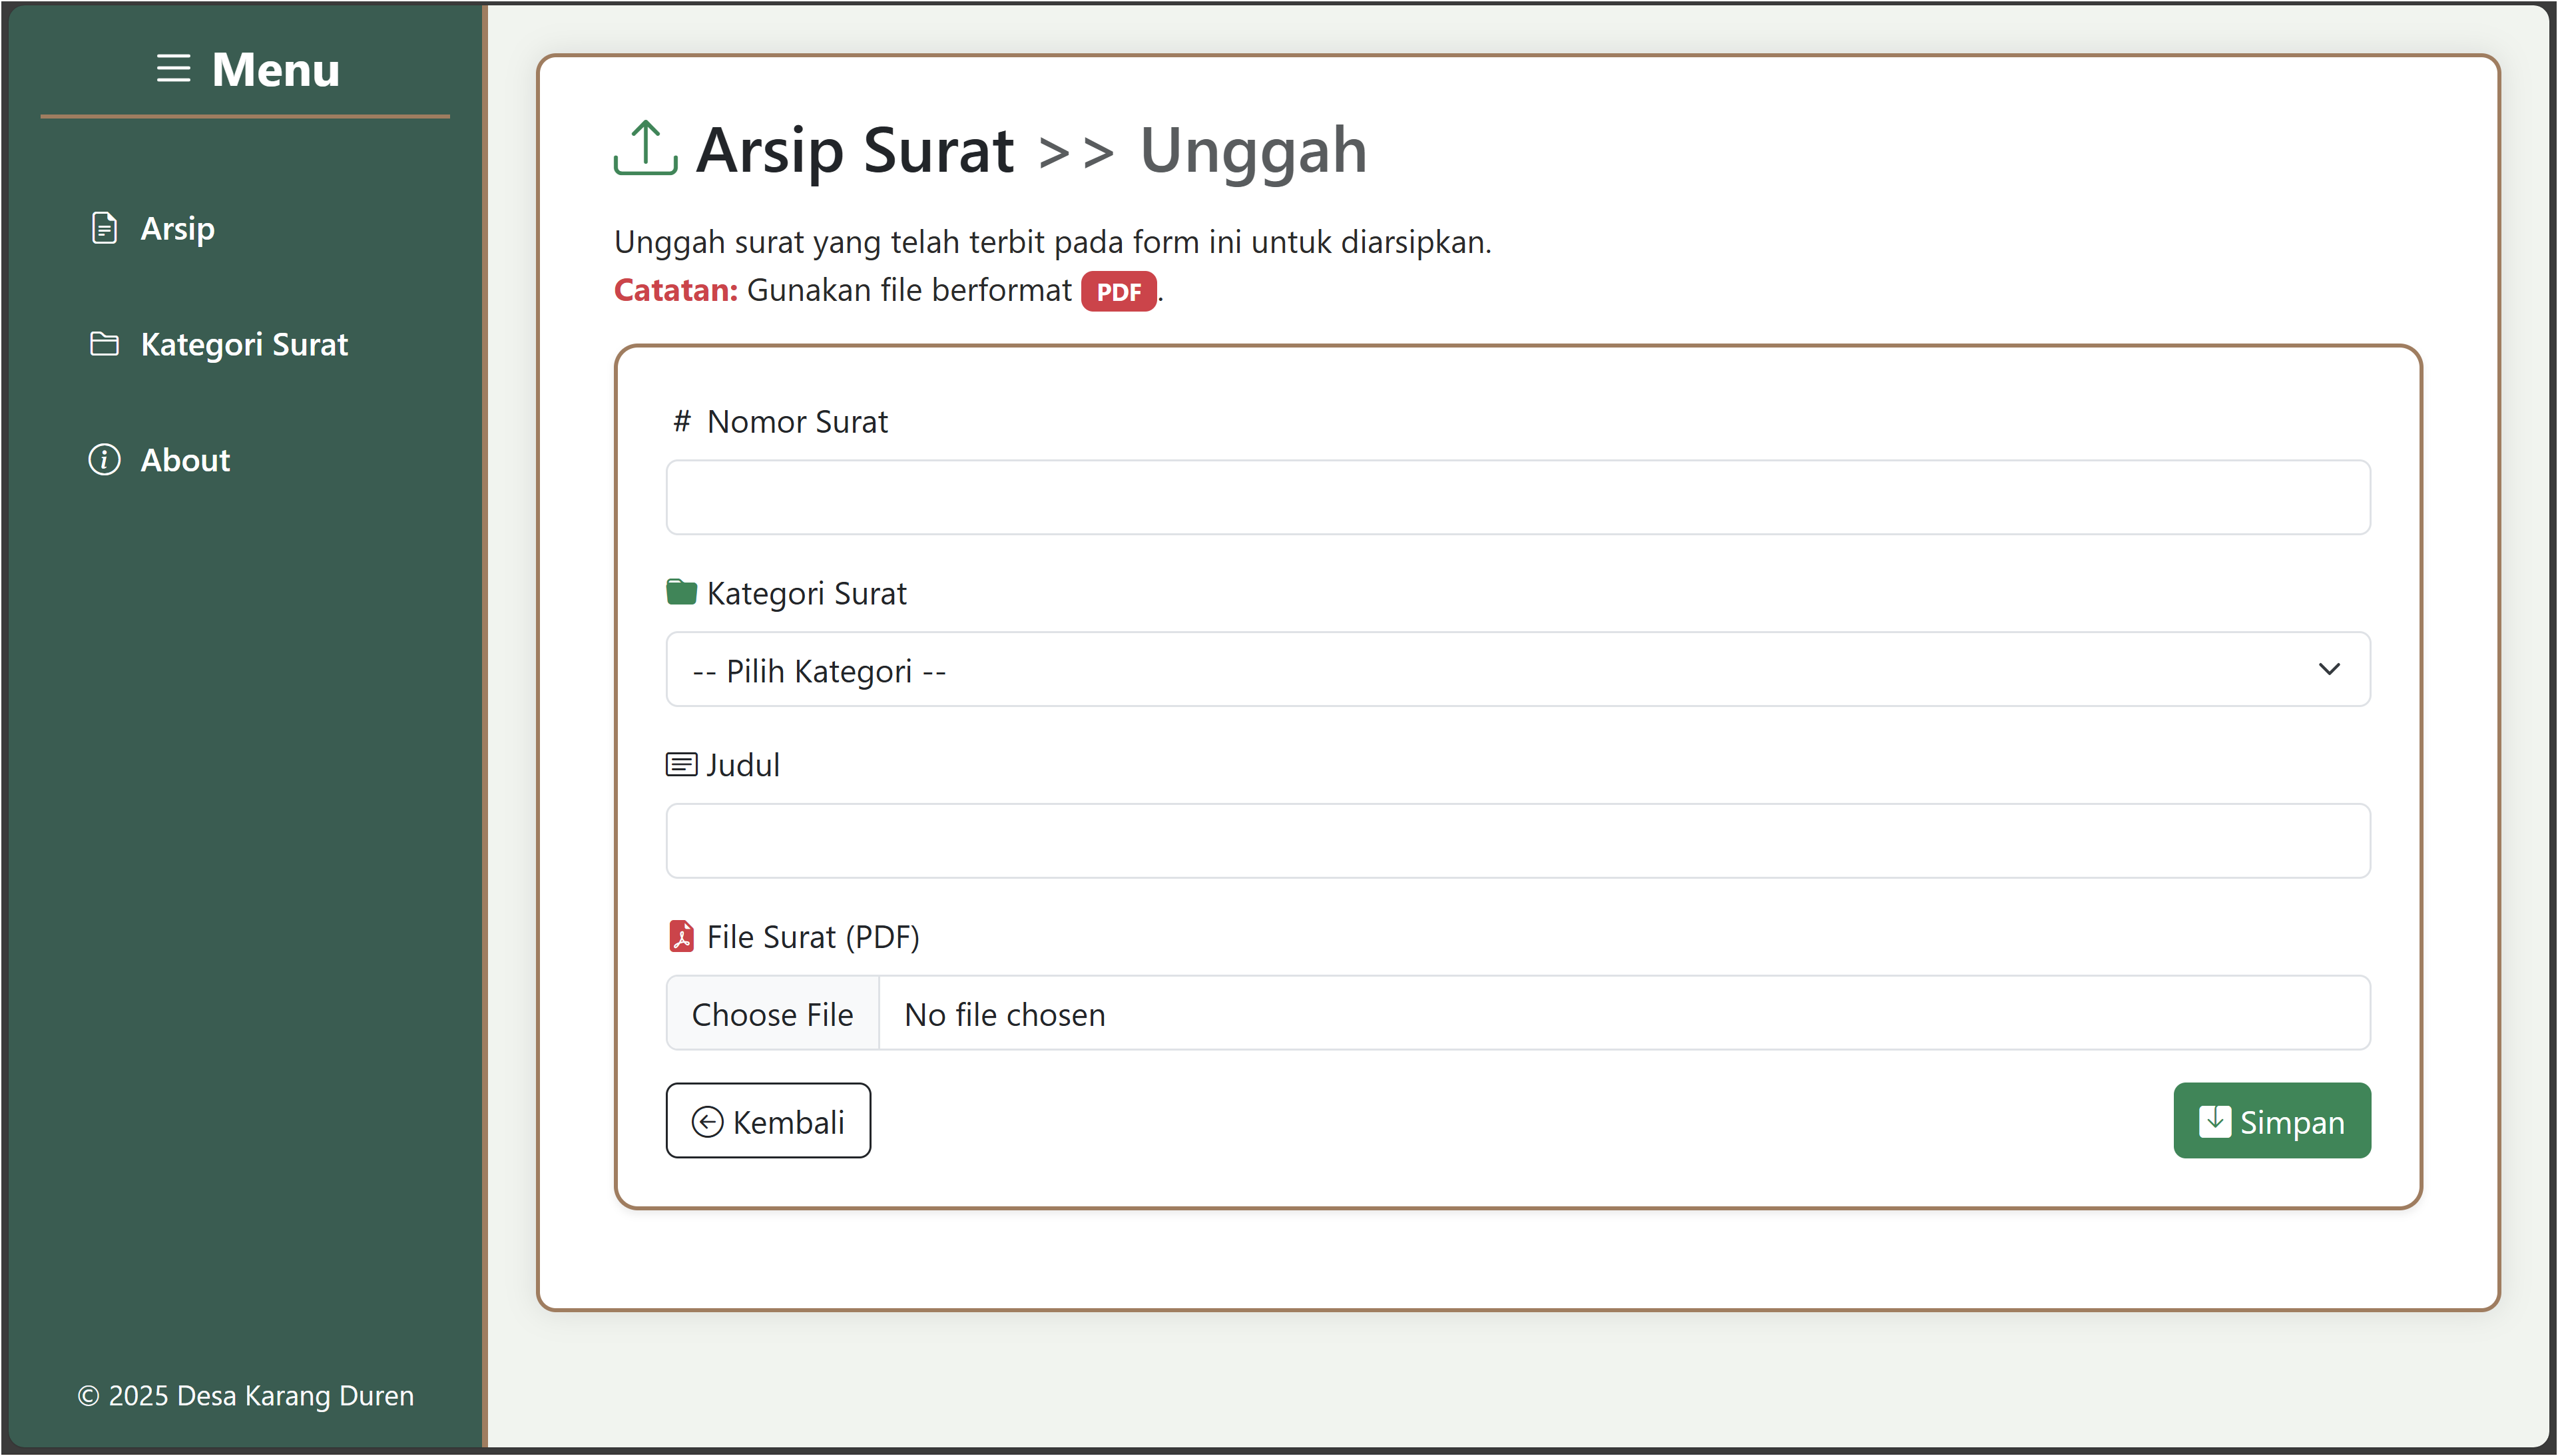 Menu
Arsip
Kategori Surat
About
© 2025 Desa Karang Duren
Arsip Surat >> Unggah
Unggah surat yang telah terbit pada form ini untuk diarsipkan.
Catatan: Gunakan file berformat PDF.
# Nomor Surat
Kategori Surat
-- Pilih Kategori --
Judul
File Surat (PDF)
Choose File No file chosen
Kembali
Simpan